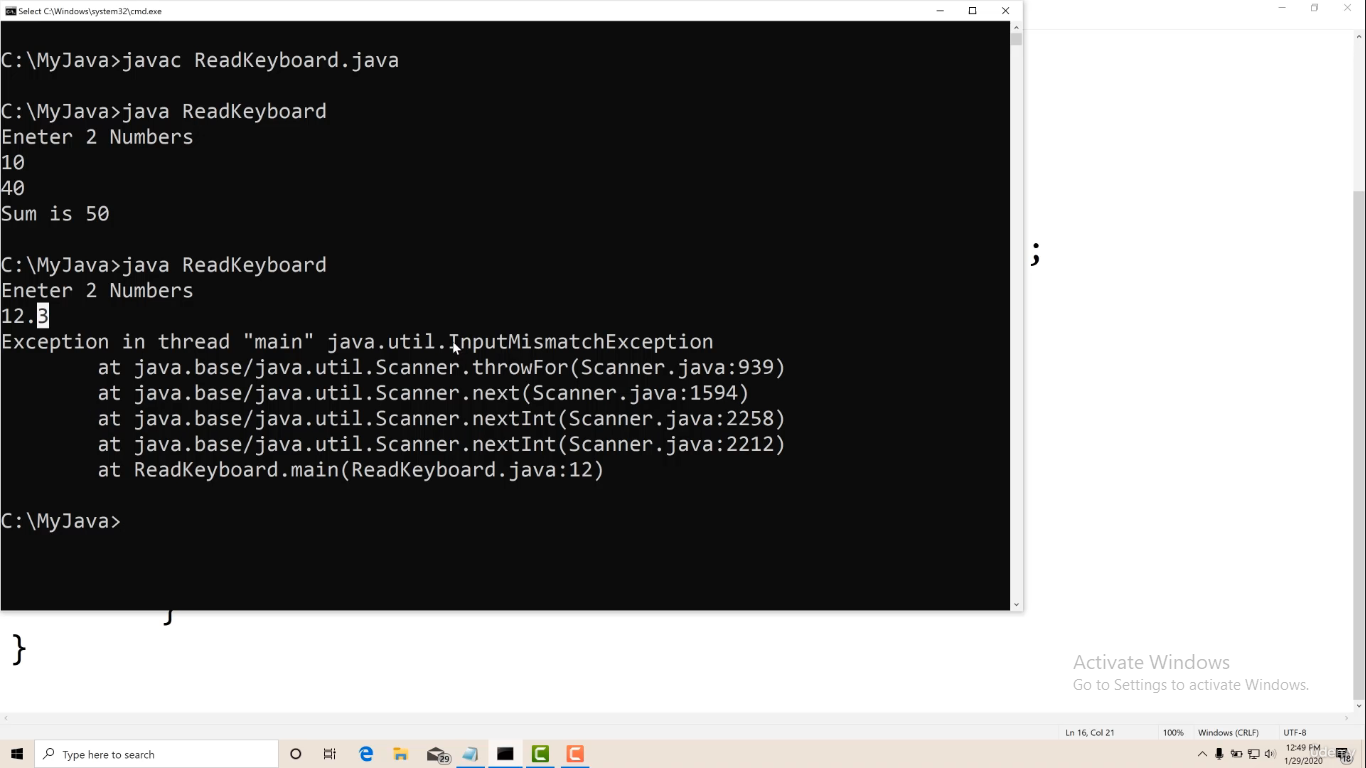 Select C:\Windows\system32\cmd.exe
C:\MyJava>javac ReadKeyboard.java
C:\MyJava>java ReadKeyboard
Eneter 2 Numbers
10
40
Sum is 50
C:\MyJava>java ReadKeyboard
;
Eneter 2 Numbers
12.3
Exception in thread "main" java.util.InputMismatchException
at java.base/java.util.Scanner.throwFor(Scanner.java:939)
at java.base/java.util.Scanner.next(Scanner.java:1594)
at java.base/java.util.Scanner.nextInt(Scanner.java:2258)
at java.base/java.util.Scanner.nextInt(Scanner.java:2212)
at ReadKeyboard.main(ReadKeyboard.java:12)
C:\MyJava>
}
}
Activate Windows
Go to Settings to activate Windows.
Ln 16, Col 21 100% Windows (CRLF) UTF-8
Type here to search
29
12:49 PM
1/29/2020
18
udemy